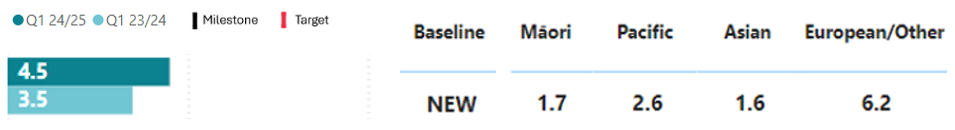 Q1 24/25 Q1 23/24 Milestone Target
Baseline Māori Pacific Asian European/Other
4.5
3.5
NEW 1.7 2.6 1.6 6.2